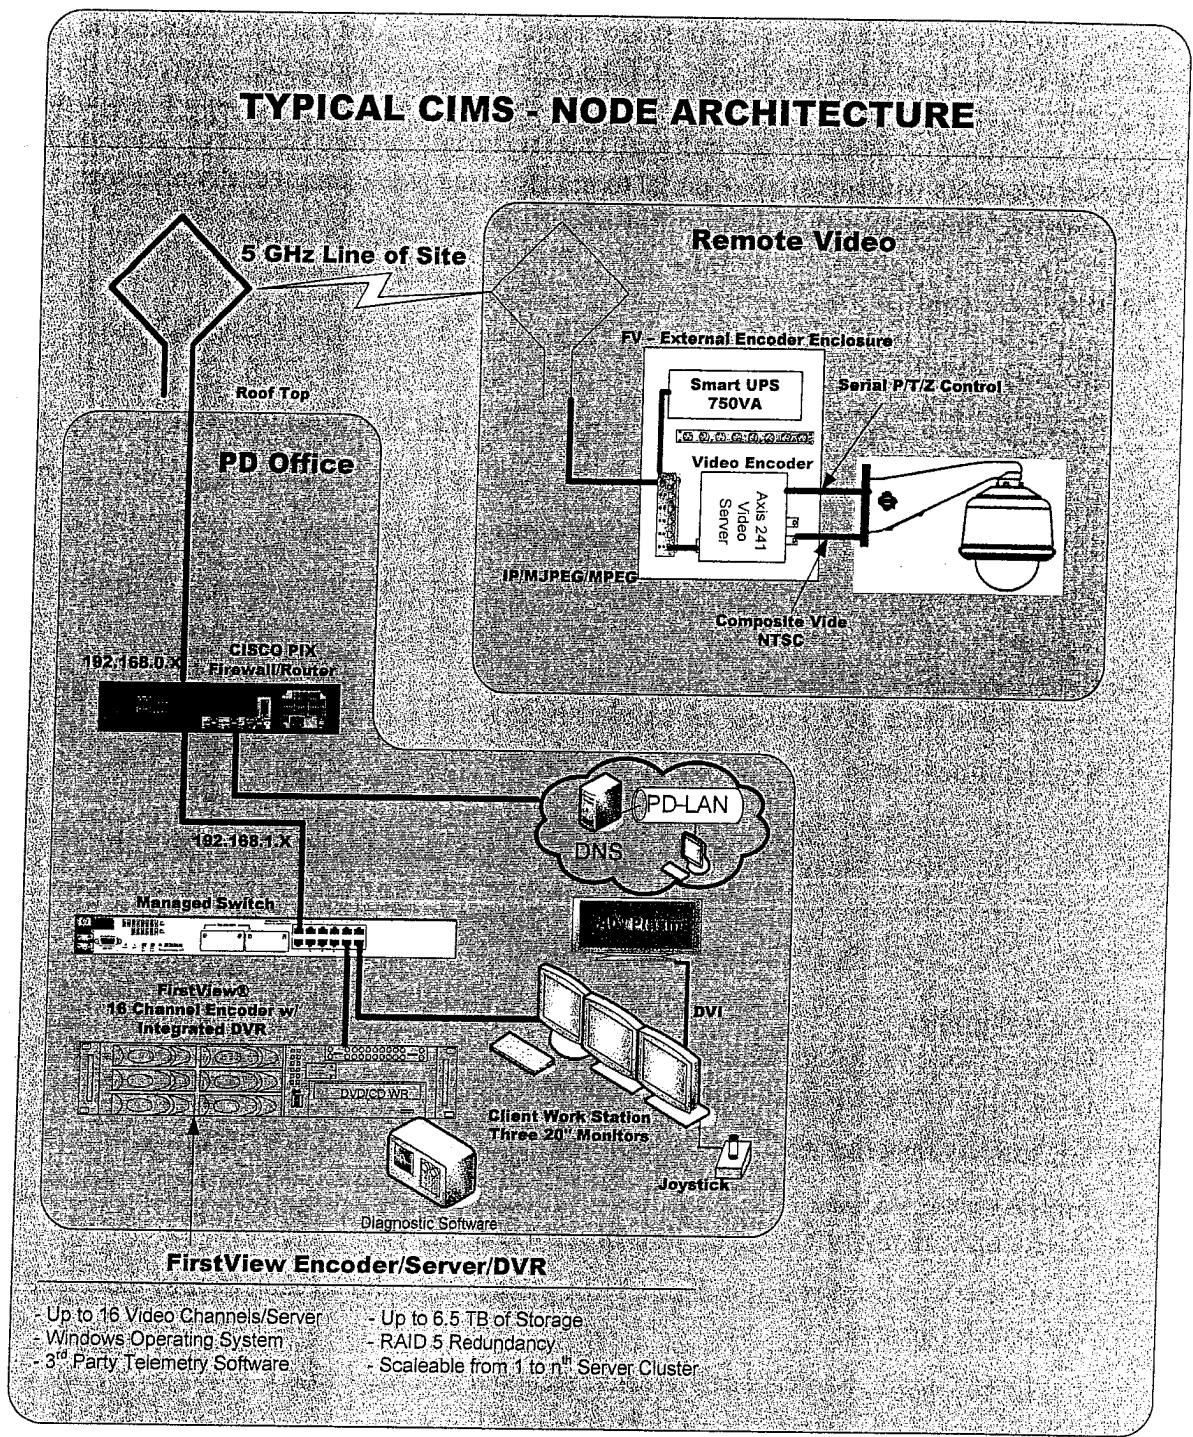 TYPICAL CIMS - NODE ARCHITECTURE
5 GHz Line of Site
Remote Video
FV - External Encoder Enclosure
Smart UPS
750VA
Serial P/T/Z Control
Roof Top
PD Office
Video Encoder
Axis 241
Video
Server
IP/MJPEG/MPEG
Composite Vide
NTSC
192.168.0.X
CISCO PIX
Firewall/Router
PD-LAN
DNS
192.168.1.X
Managed Switch
FirstView®
16 Channel Encoder w/
Integrated DVR
DVI
DVD/CD WR
Client Work Station
Three 20" Monitors
Joystick
Diagnostic Software
FirstView Encoder/Server/DVR
- Up to 16 Video Channels/Server
- Windows Operating System
- 3rd Party Telemetry Software
- Up to 6.5 TB of Storage
- RAID 5 Redundancy
- Scaleable from 1 to nth Server Cluster